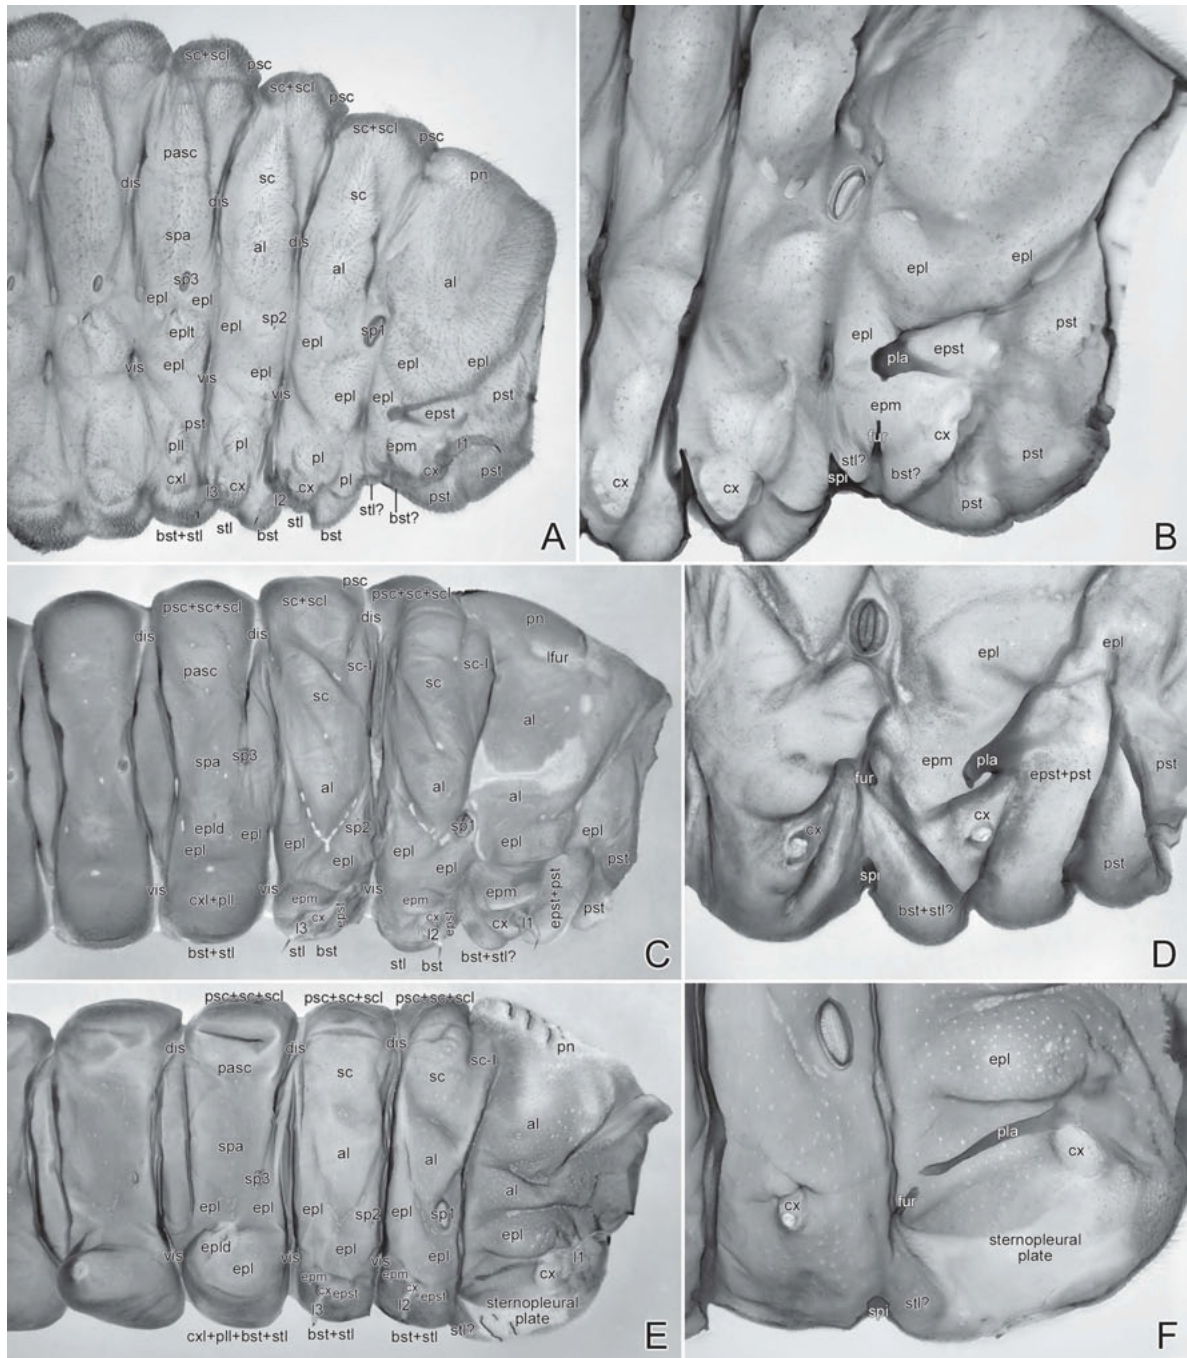 sc+scl
psc
sc+scl
psc
sc+scl
psc
pn
pasc
dis
sc
dis
sc
spa
al
dis
al
al
sp3
epl
epl
sp2
sp1
eplt
epl
epl
epl
epl
vis
epl
vis
epl
vis
epl
epl
pst
epst
pst
pll
pl
pl
epm
l1
cxl
cx
cx
pl
cx
pst
l3
l2
stl?
pst
bst+stl
stl
bst
stl
bst
bst?
A
epl
epl
epl
pst
pla
epst
epm
fur
cx
cx
cx
stl?
bst?
pst
spi
pst
B
psc
psc+sc+scl
sc+scl
psc+sc+scl
pn
dis
dis
dis
lfur
pasc
sc-l
sc-l
sc
sc
al
sp3
spa
al
al
al
epld
sp2
sp1
epl
epl
epl
epl
epl
epl
epl
epl
pst
vis
vis
vis
cxl+pll
epm
epm
epm
epst+pst
cx
epst
cx
epst
cx
l1
pst
l3
l2
bst+stl
stl
bst
stl
bst
bst+stl?
C
epl
epl
epm
pla
epst+pst
pst
fur
cx
cx
spi
pst
bst+stl?
D
psc+sc+scl
psc+sc+scl
psc+sc+scl
dis
dis
dis
pn
pasc
sc
sc
sc-l
spa
al
al
al
sp3
al
epl
epl
epl
sp2
epl
sp1
epl
epld
vis
epl
vis
epl
vis
epl
l1
epm
epm
cx
cx
epst
cx
epst
l3
l2
sternopleural
plate
cxl+pll+bst+stl
bst+stl
bst+stl
stl?
E
epl
pla
cx
cx
fur
sternopleural
plate
spi
stl?
F